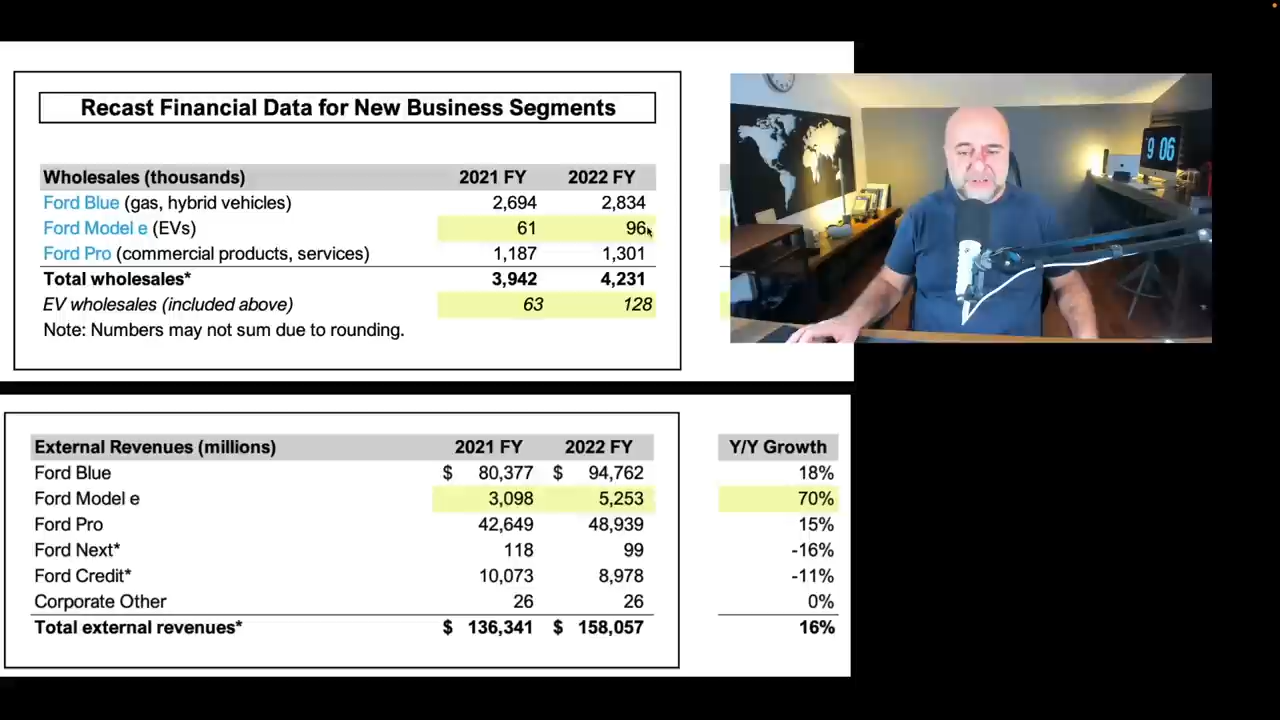 Recast Financial Data for New Business Segments
Wholesales (thousands) 2021 FY 2022 FY
Ford Blue (gas, hybrid vehicles) 2,694 2,834
Ford Model e (EVs) 61 96
Ford Pro (commercial products, services) 1,187 1,301
Total wholesales* 3,942 4,231
EV wholesales (included above) 63 128
Note: Numbers may not sum due to rounding.
9 06
External Revenues (millions) 2021 FY 2022 FY Y/Y Growth
Ford Blue $ 80,377 $ 94,762 18%
Ford Model e 3,098 5,253 70%
Ford Pro 42,649 48,939 15%
Ford Next* 118 99 -16%
Ford Credit* 10,073 8,978 -11%
Corporate Other 26 26 0%
Total external revenues* $ 136,341 $ 158,057 16%